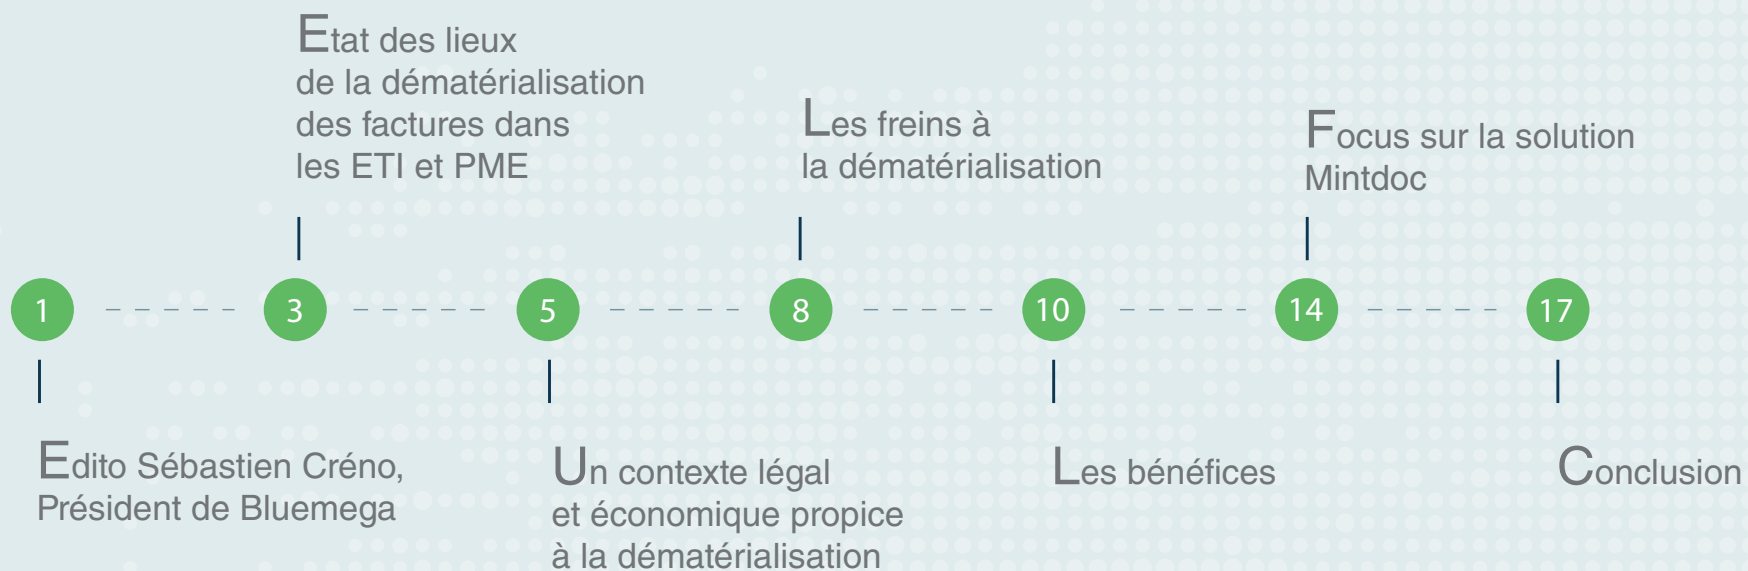 Etat des lieux
de la dématérialisation
des factures dans
les ETI et PME
Les freins à
la dématérialisation
Focus sur la solution
Mintdoc
1
3
5
8
10
14
17
Edito Sébastien Créno,
Président de Bluemega
Un contexte légal
et économique propice
à la dématérialisation
Les bénéfices
Conclusion